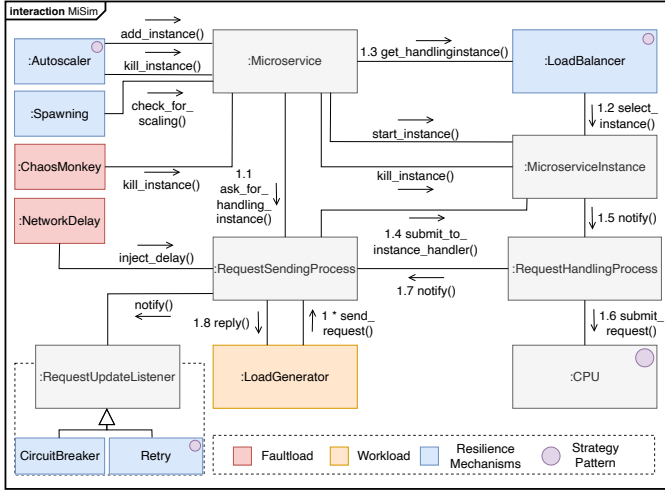 interaction MiSim
add_instance()
:Autoscaler
kill_instance()
:Microservice
1.3 get_handlinginstance()
:LoadBalancer
:Spawning
check_for_
scaling()
1.2 select_
instance()
start_instance()
:ChaosMonkey
kill_instance()
1.1
ask_for_
handling_
instance()
kill_instance()
:MicroserviceInstance
:NetworkDelay
inject_delay()
1.4 submit_to_
instance_handler()
1.5 notify()
:RequestSendingProcess
1.7 notify()
:RequestHandlingProcess
notify()
1.8 reply()
1 * send_
request()
1.6 submit_
request()
:RequestUpdateListener
:LoadGenerator
:CPU
CircuitBreaker
Retry
Faultload
Workload
Resilience
Mechanisms
Strategy
Pattern